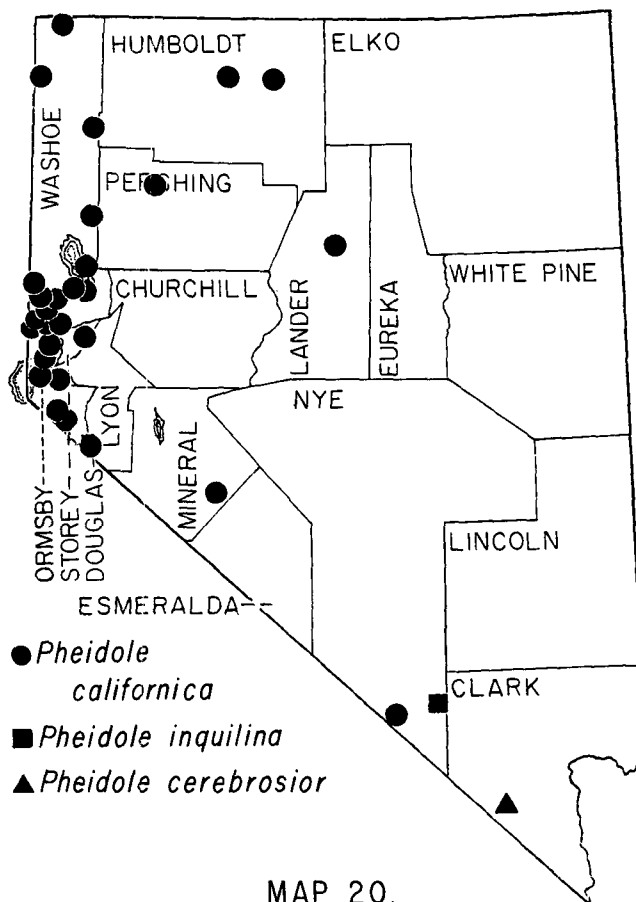 HUMBOLDT
ELKO
WASHOE
PERSHING
CHURCHILL
LANDER
EUREKA
WHITE PINE
NYE
LYON
MINERAL
ORMSBY
STOREY
DOUGLAS
LINCOLN
ESMERALDA
CLARK
Pheidole
californica
Pheidole inquilina
Pheidole cerebrosior
MAP 20.